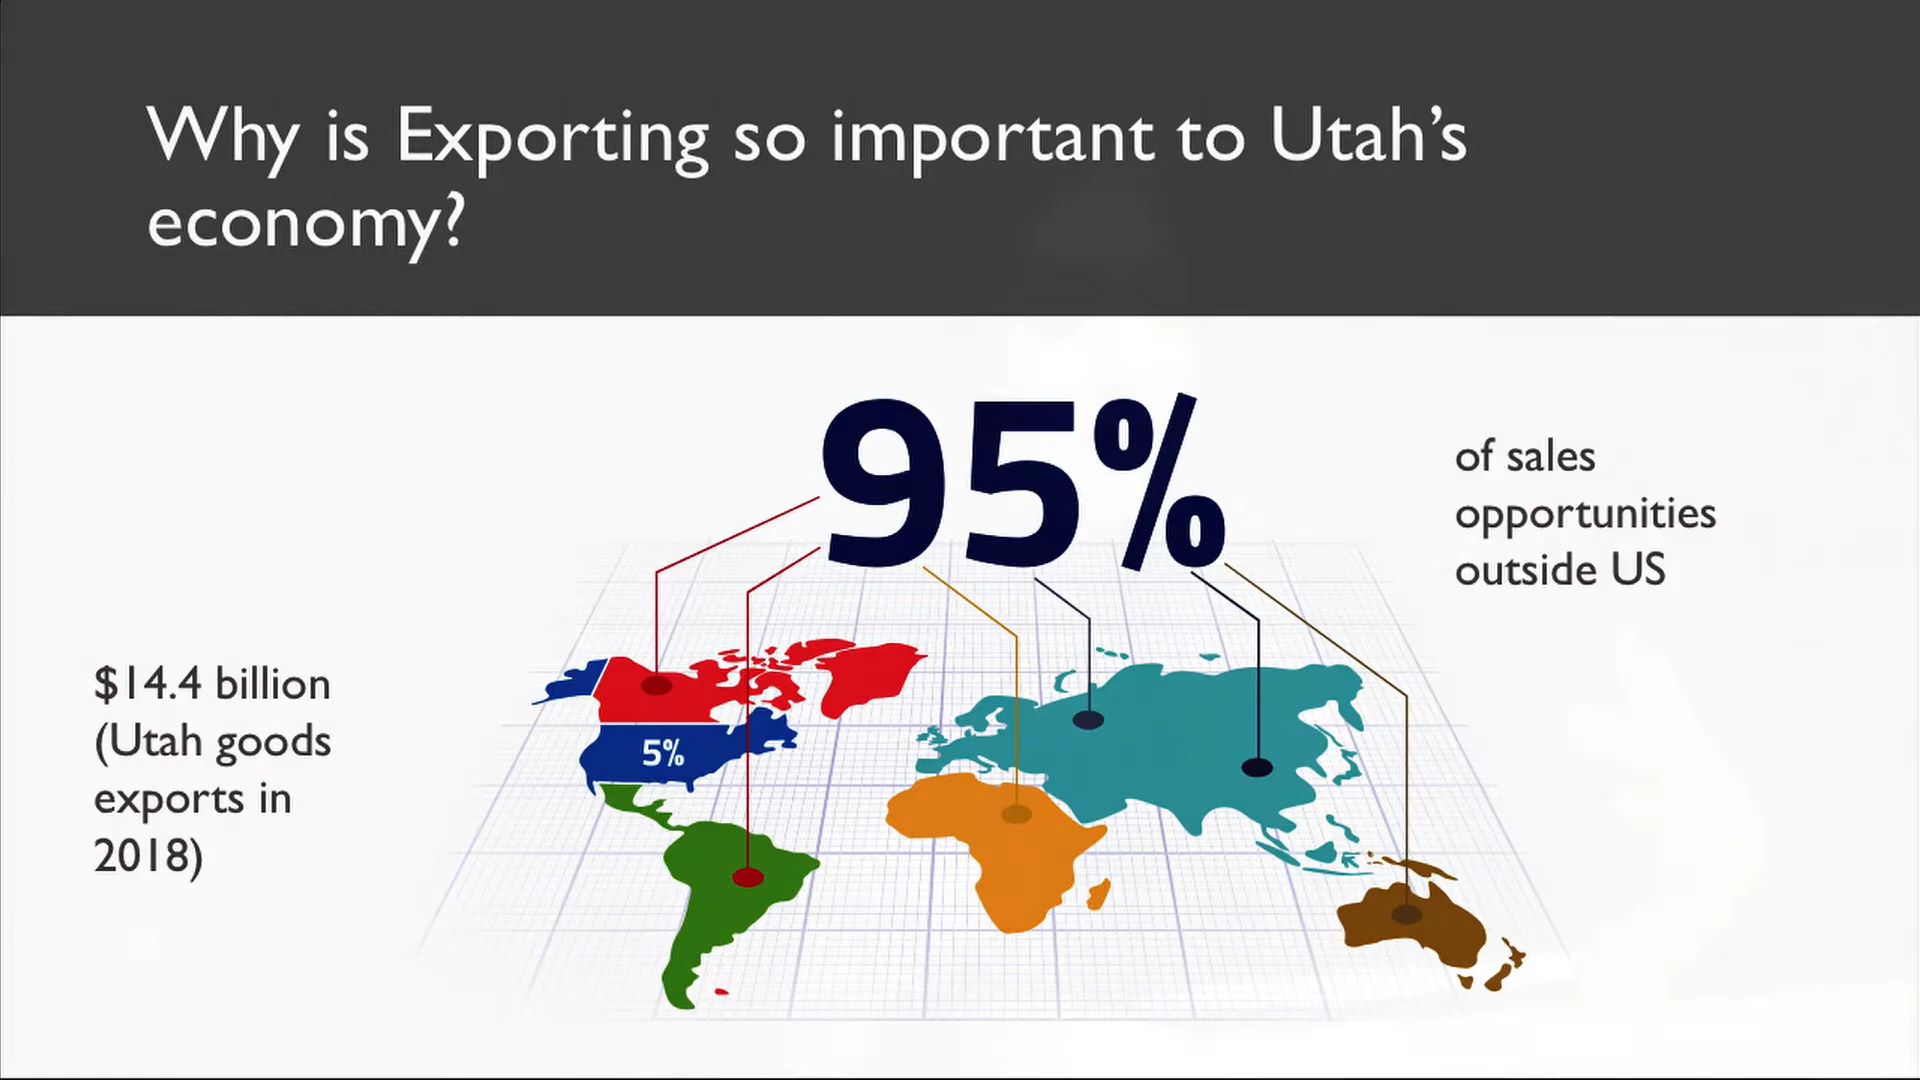 Why is Exporting so important to Utah’s
economy?
95%
of sales
opportunities
outside US
$14.4 billion
(Utah goods
exports in
2018)
5%